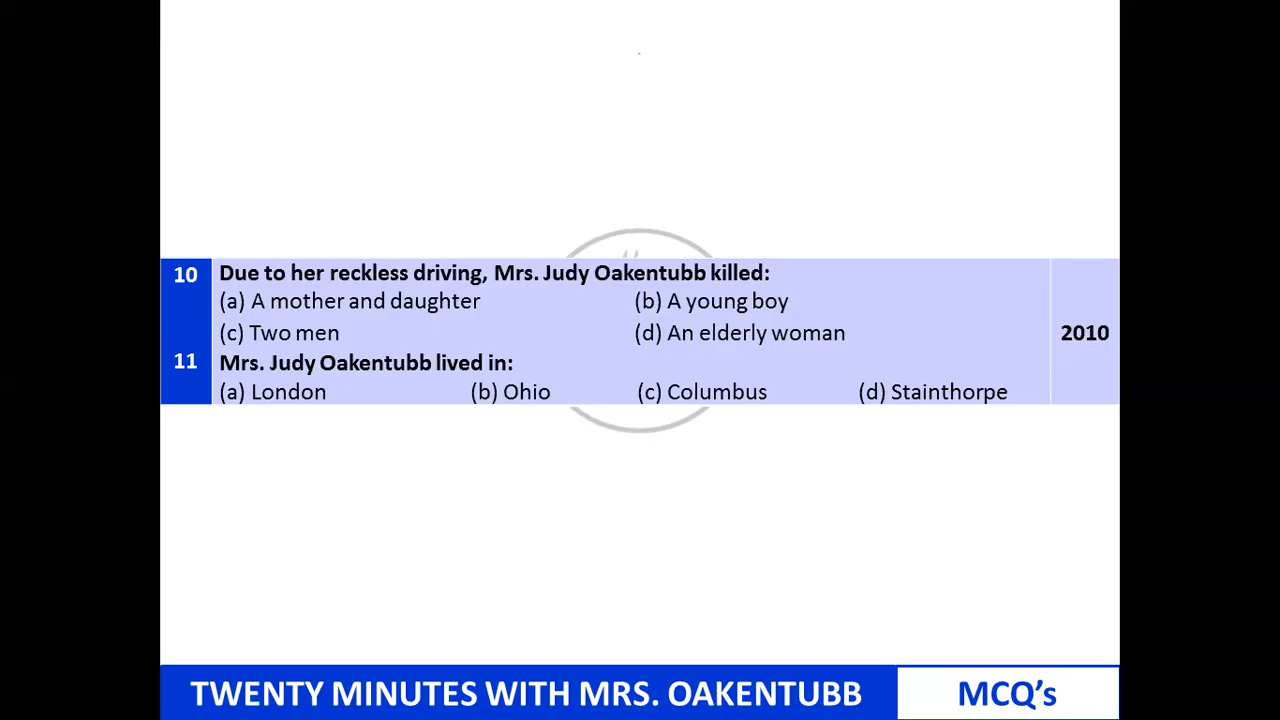 10 Due to her reckless driving, Mrs. Judy Oakentubb killed:
(a) A mother and daughter (b) A young boy
(c) Two men (d) An elderly woman 2010
11 Mrs. Judy Oakentubb lived in:
(a) London (b) Ohio (c) Columbus (d) Stainthorpe
TWENTY MINUTES WITH MRS. OAKENTUBB MCQ's